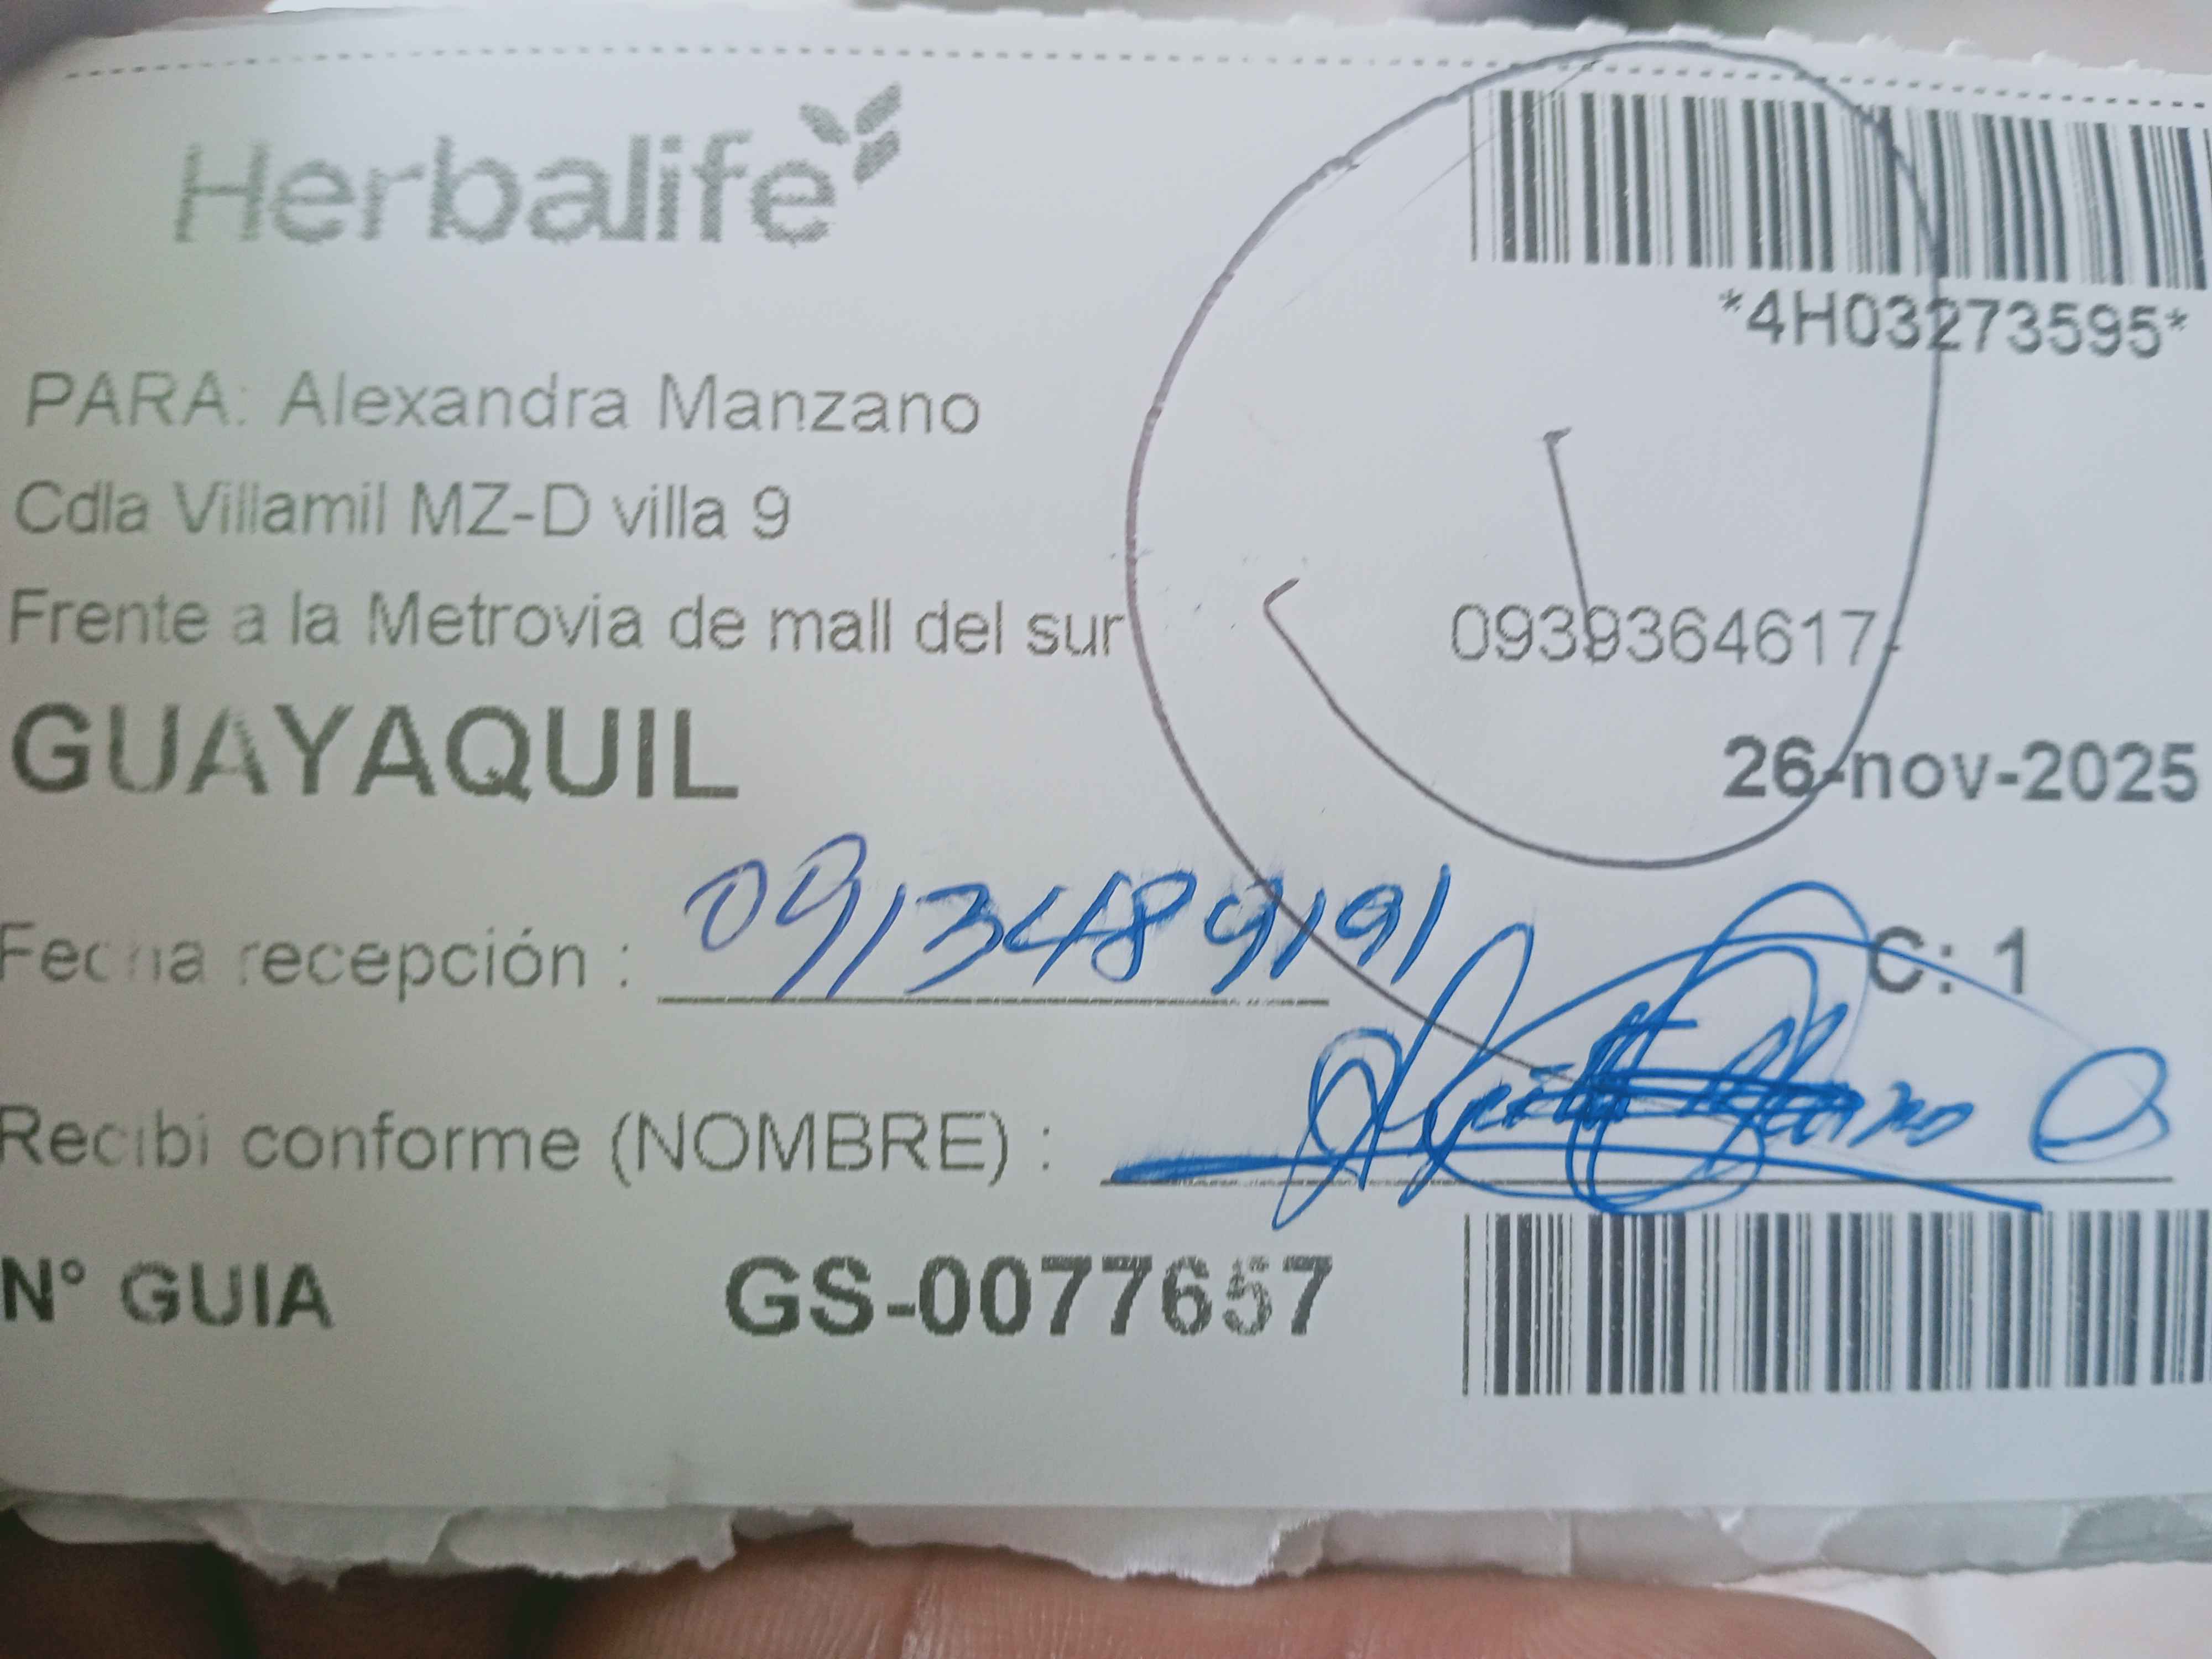 Herbalife
*4H03273595*
PARA: Alexandra Manzano
Cdla Villamil MZ-D villa 9
Frente a la Metrovia de mall del sur
0939364617-
GUAYAQUIL
26-nov-2025
Fecha recepción : 0913489191
C: 1
Recibi conforme (NOMBRE) :
N° GUIA GS-0077657